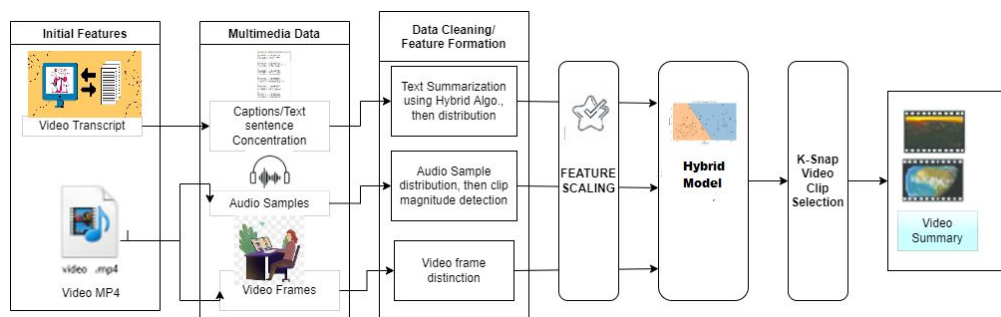 Initial Features
Video Transcript
video .mp4
Video MP4
Multimedia Data
Captions/Text
sentence
Concentration
Audio Samples
Video Frames
Data Cleaning/
Feature Formation
Text Summarization
using Hybrid Algo.,
then distribution
Audio Sample
distribution, then clip
magnitude detection
Video frame
distinction
FEATURE
SCALING
Hybrid
Model
K-Snap
Video
Clip
Selection
Video
Summary